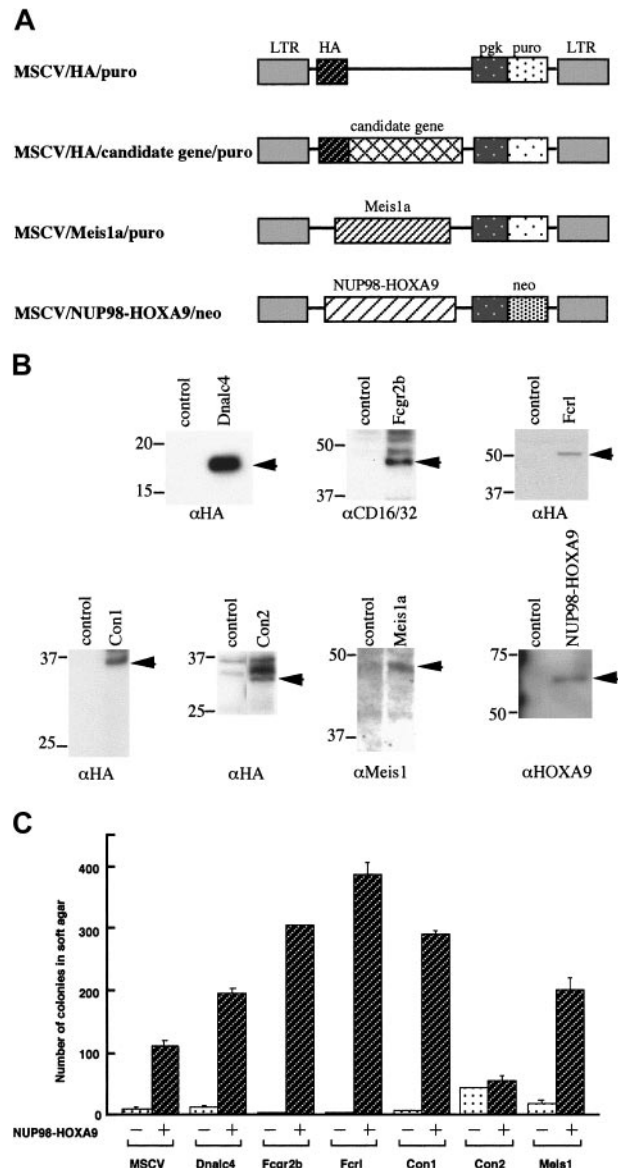 A
LTR HA pgk puro LTR
MSCV/HA/puro
candidate gene
MSCV/HA/candidate gene/puro
Meis1a
MSCV/Meis1a/puro
NUP98-HOXA9 neo
MSCV/NUP98-HOXA9/neo
B
control Dnalc4
20
15
αHA
control Fcgr2b
50
37
αCD16/32
control Fcrl
50
37
αHA
control Con1
37
25
αHA
control Con2
37
25
αHA
control Meis1a
50
37
αMeis1
control NUP98-HOXA9
75
50
αHOXA9
C
Number of colonies in soft agar
400
300
200
100
0
NUP98-HOXA9 − + − + − + − + − + − + − +
MSCV Dnalc4 Fcgr2b Fcrl Con1 Con2 Meis1